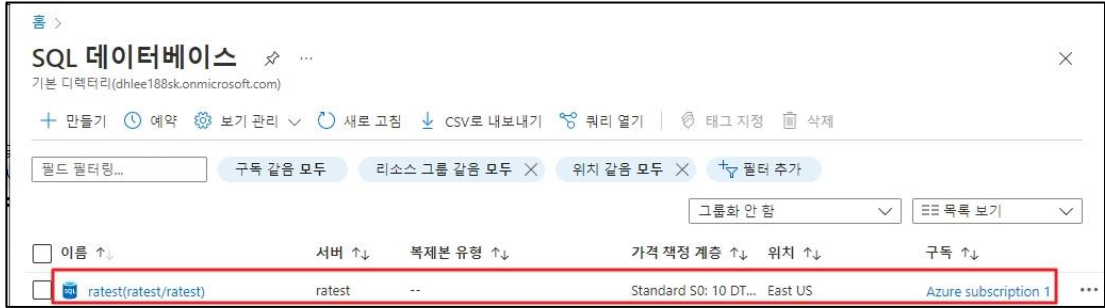 홈 >
SQL 데이터베이스 ...
기본 디렉터리(dhlee188sk.onmicrosoft.com)
+ 만들기 예약 보기 관리 새로 고침 CSV로 내보내기 쿼리 열기 태그 지정 삭제
필드 필터링... 구독 같음 모두 리소스 그룹 같음 모두 위치 같음 모두 필터 추가
그룹화 안 함 목록 보기
이름 ↑↓ 서버 ↑↓ 복제본 유형 ↑↓ 가격 책정 계층 ↑↓ 위치 ↑↓ 구독 ↑↓
SQL ratest(ratest/ratest) ratest -- Standard S0: 10 DT... East US Azure subscription 1 ...